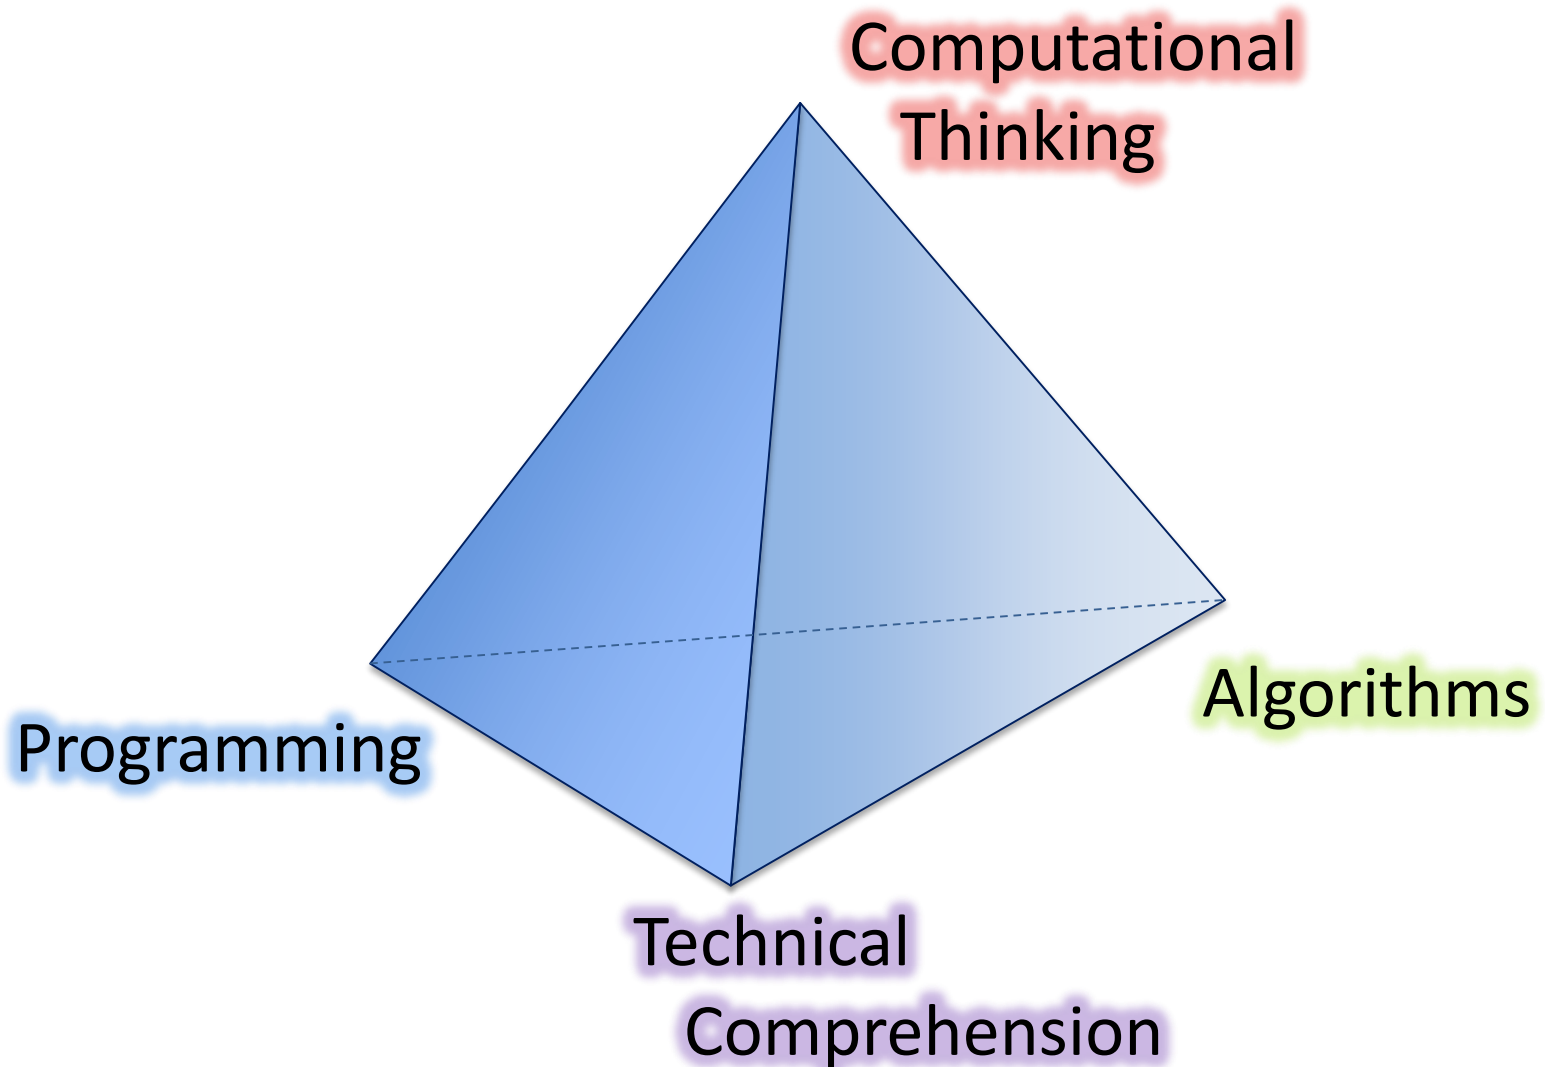 Computational
Thinking
Algorithms
Programming
Technical
Comprehension